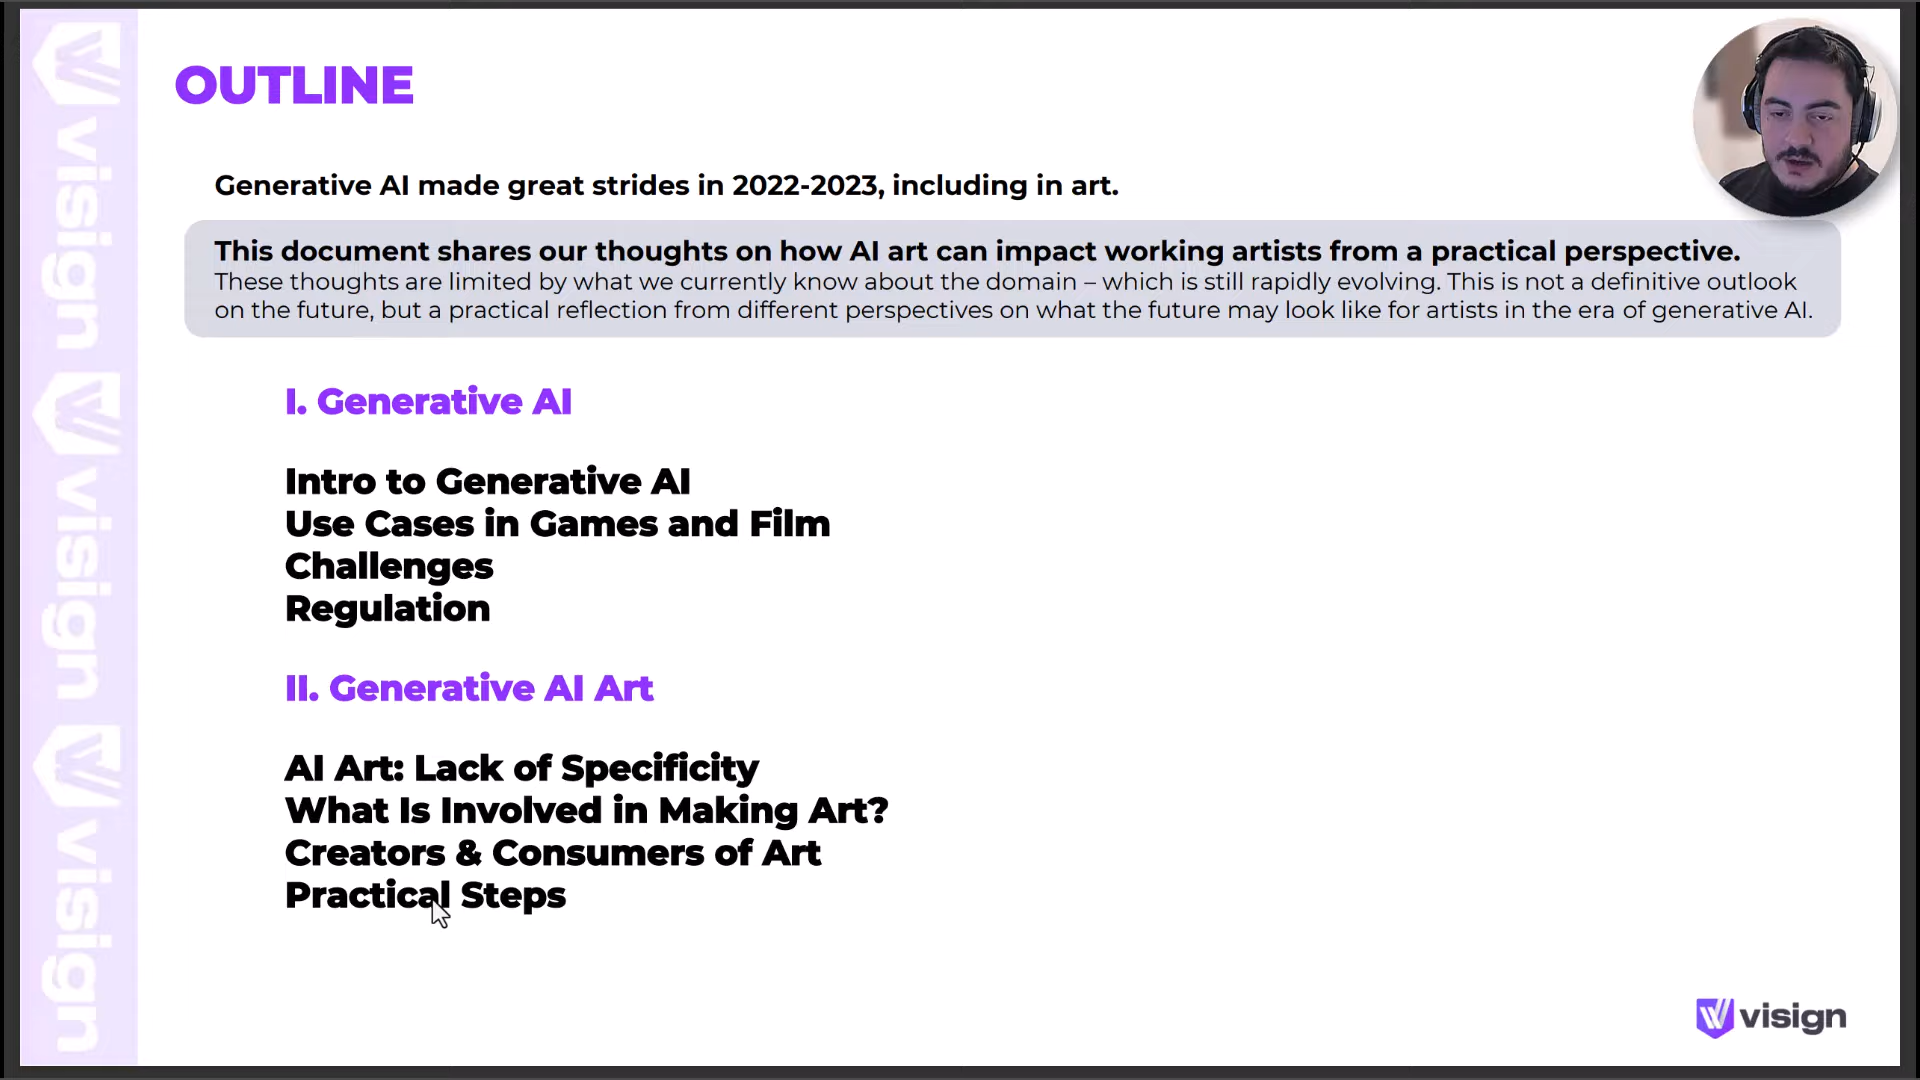 OUTLINE
Generative AI made great strides in 2022-2023, including in art.
This document shares our thoughts on how AI art can impact working artists from a practical perspective.
These thoughts are limited by what we currently know about the domain – which is still rapidly evolving. This is not a definitive outlook
on the future, but a practical reflection from different perspectives on what the future may look like for artists in the era of generative AI.
I. Generative AI
Intro to Generative AI
Use Cases in Games and Film
Challenges
Regulation
II. Generative AI Art
AI Art: Lack of Specificity
What Is Involved in Making Art?
Creators & Consumers of Art
Practical Steps
visign
visign
visign
visign